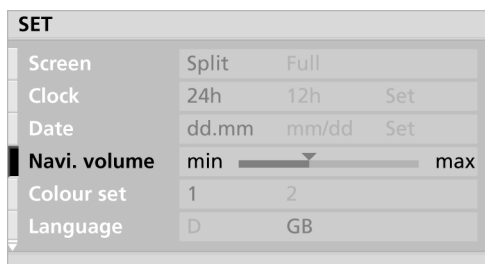 SET
Screen Split Full
Clock 24h 12h Set
Date dd.mm mm/dd Set
Navi. volume min max
Colour set 1 2
Language D GB